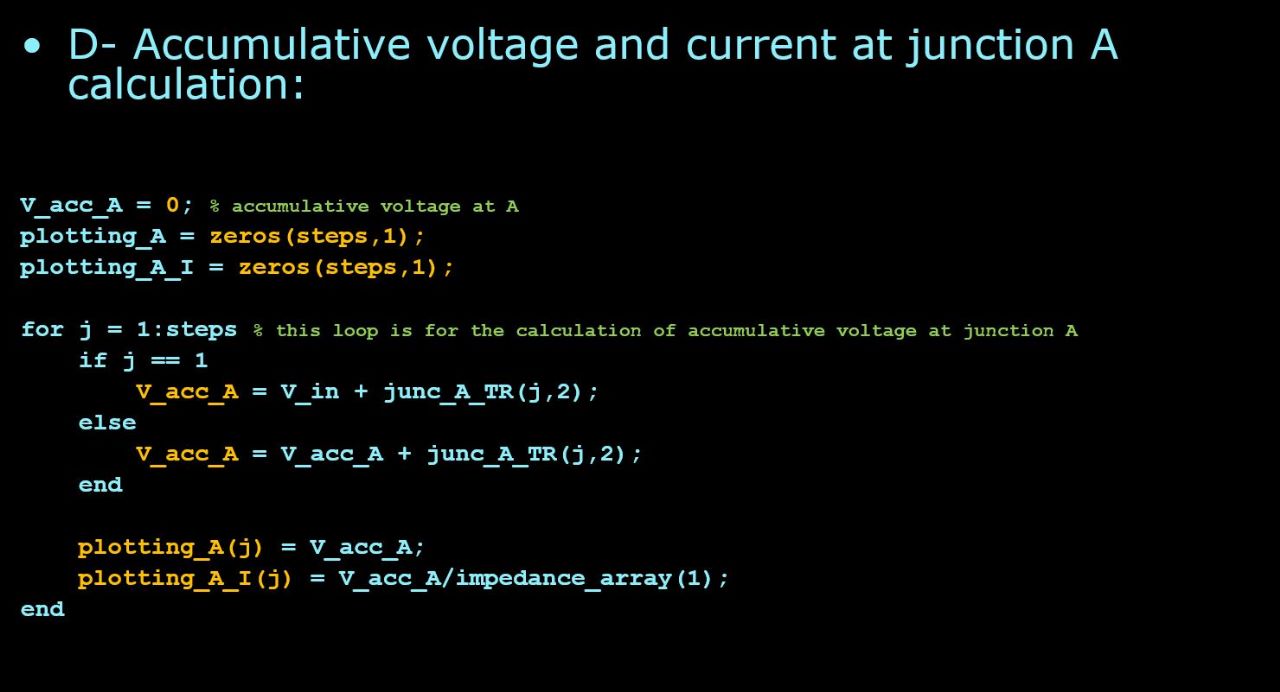 • D- Accumulative voltage and current at junction A
calculation:
V_acc_A = 0; % accumulative voltage at A
plotting_A = zeros(steps,1);
plotting_A_I = zeros(steps,1);
for j = 1:steps % this loop is for the calculation of accumulative voltage at junction A
    if j == 1
        V_acc_A = V_in + junc_A_TR(j,2);
    else
        V_acc_A = V_acc_A + junc_A_TR(j,2);
    end
    plotting_A(j) = V_acc_A;
    plotting_A_I(j) = V_acc_A/impedance_array(1);
end